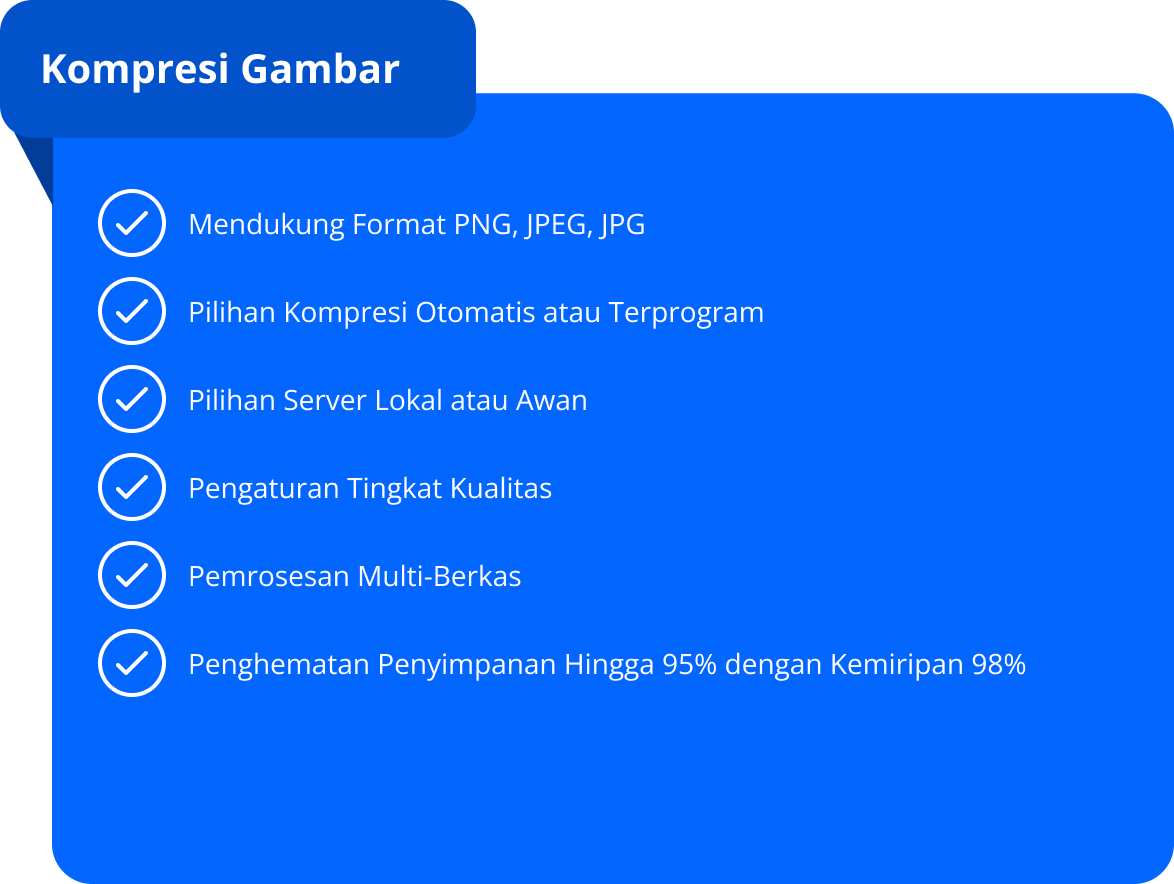 Kompresi Gambar
Mendukung Format PNG, JPEG, JPG
Pilihan Kompresi Otomatis atau Terprogram
Pilihan Server Lokal atau Awan
Pengaturan Tingkat Kualitas
Pemrosesan Multi-Berkas
Penghematan Penyimpanan Hingga 95% dengan Kemiripan 98%